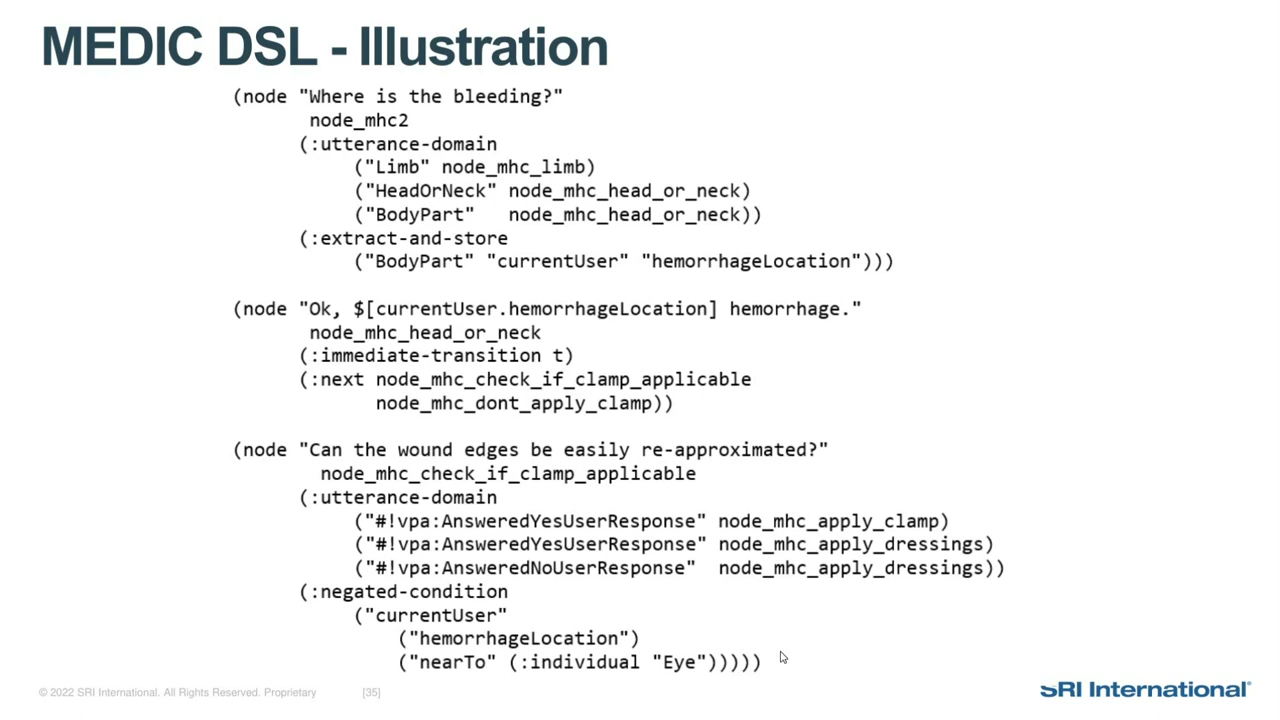 MEDIC DSL - Illustration
(node "Where is the bleeding?"
node_mhc2
(:utterance-domain
("Limb" node_mhc_limb)
("HeadOrNeck" node_mhc_head_or_neck)
("BodyPart" node_mhc_head_or_neck))
(:extract-and-store
("BodyPart" "currentUser" "hemorrhageLocation")))
(node "Ok, $[currentUser.hemorrhageLocation] hemorrhage."
node_mhc_head_or_neck
(:immediate-transition t)
(:next node_mhc_check_if_clamp_applicable
node_mhc_dont_apply_clamp))
(node "Can the wound edges be easily re-approximated?"
node_mhc_check_if_clamp_applicable
(:utterance-domain
("#!vpa:AnsweredYesUserResponse" node_mhc_apply_clamp)
("#!vpa:AnsweredYesUserResponse" node_mhc_apply_dressings)
("#!vpa:AnsweredNoUserResponse" node_mhc_apply_dressings))
(:negated-condition
("currentUser"
("hemorrhageLocation")
("nearTo" (:individual "Eye")))))
© 2022 SRI International. All Rights Reserved. Proprietary [35]
SRI International®